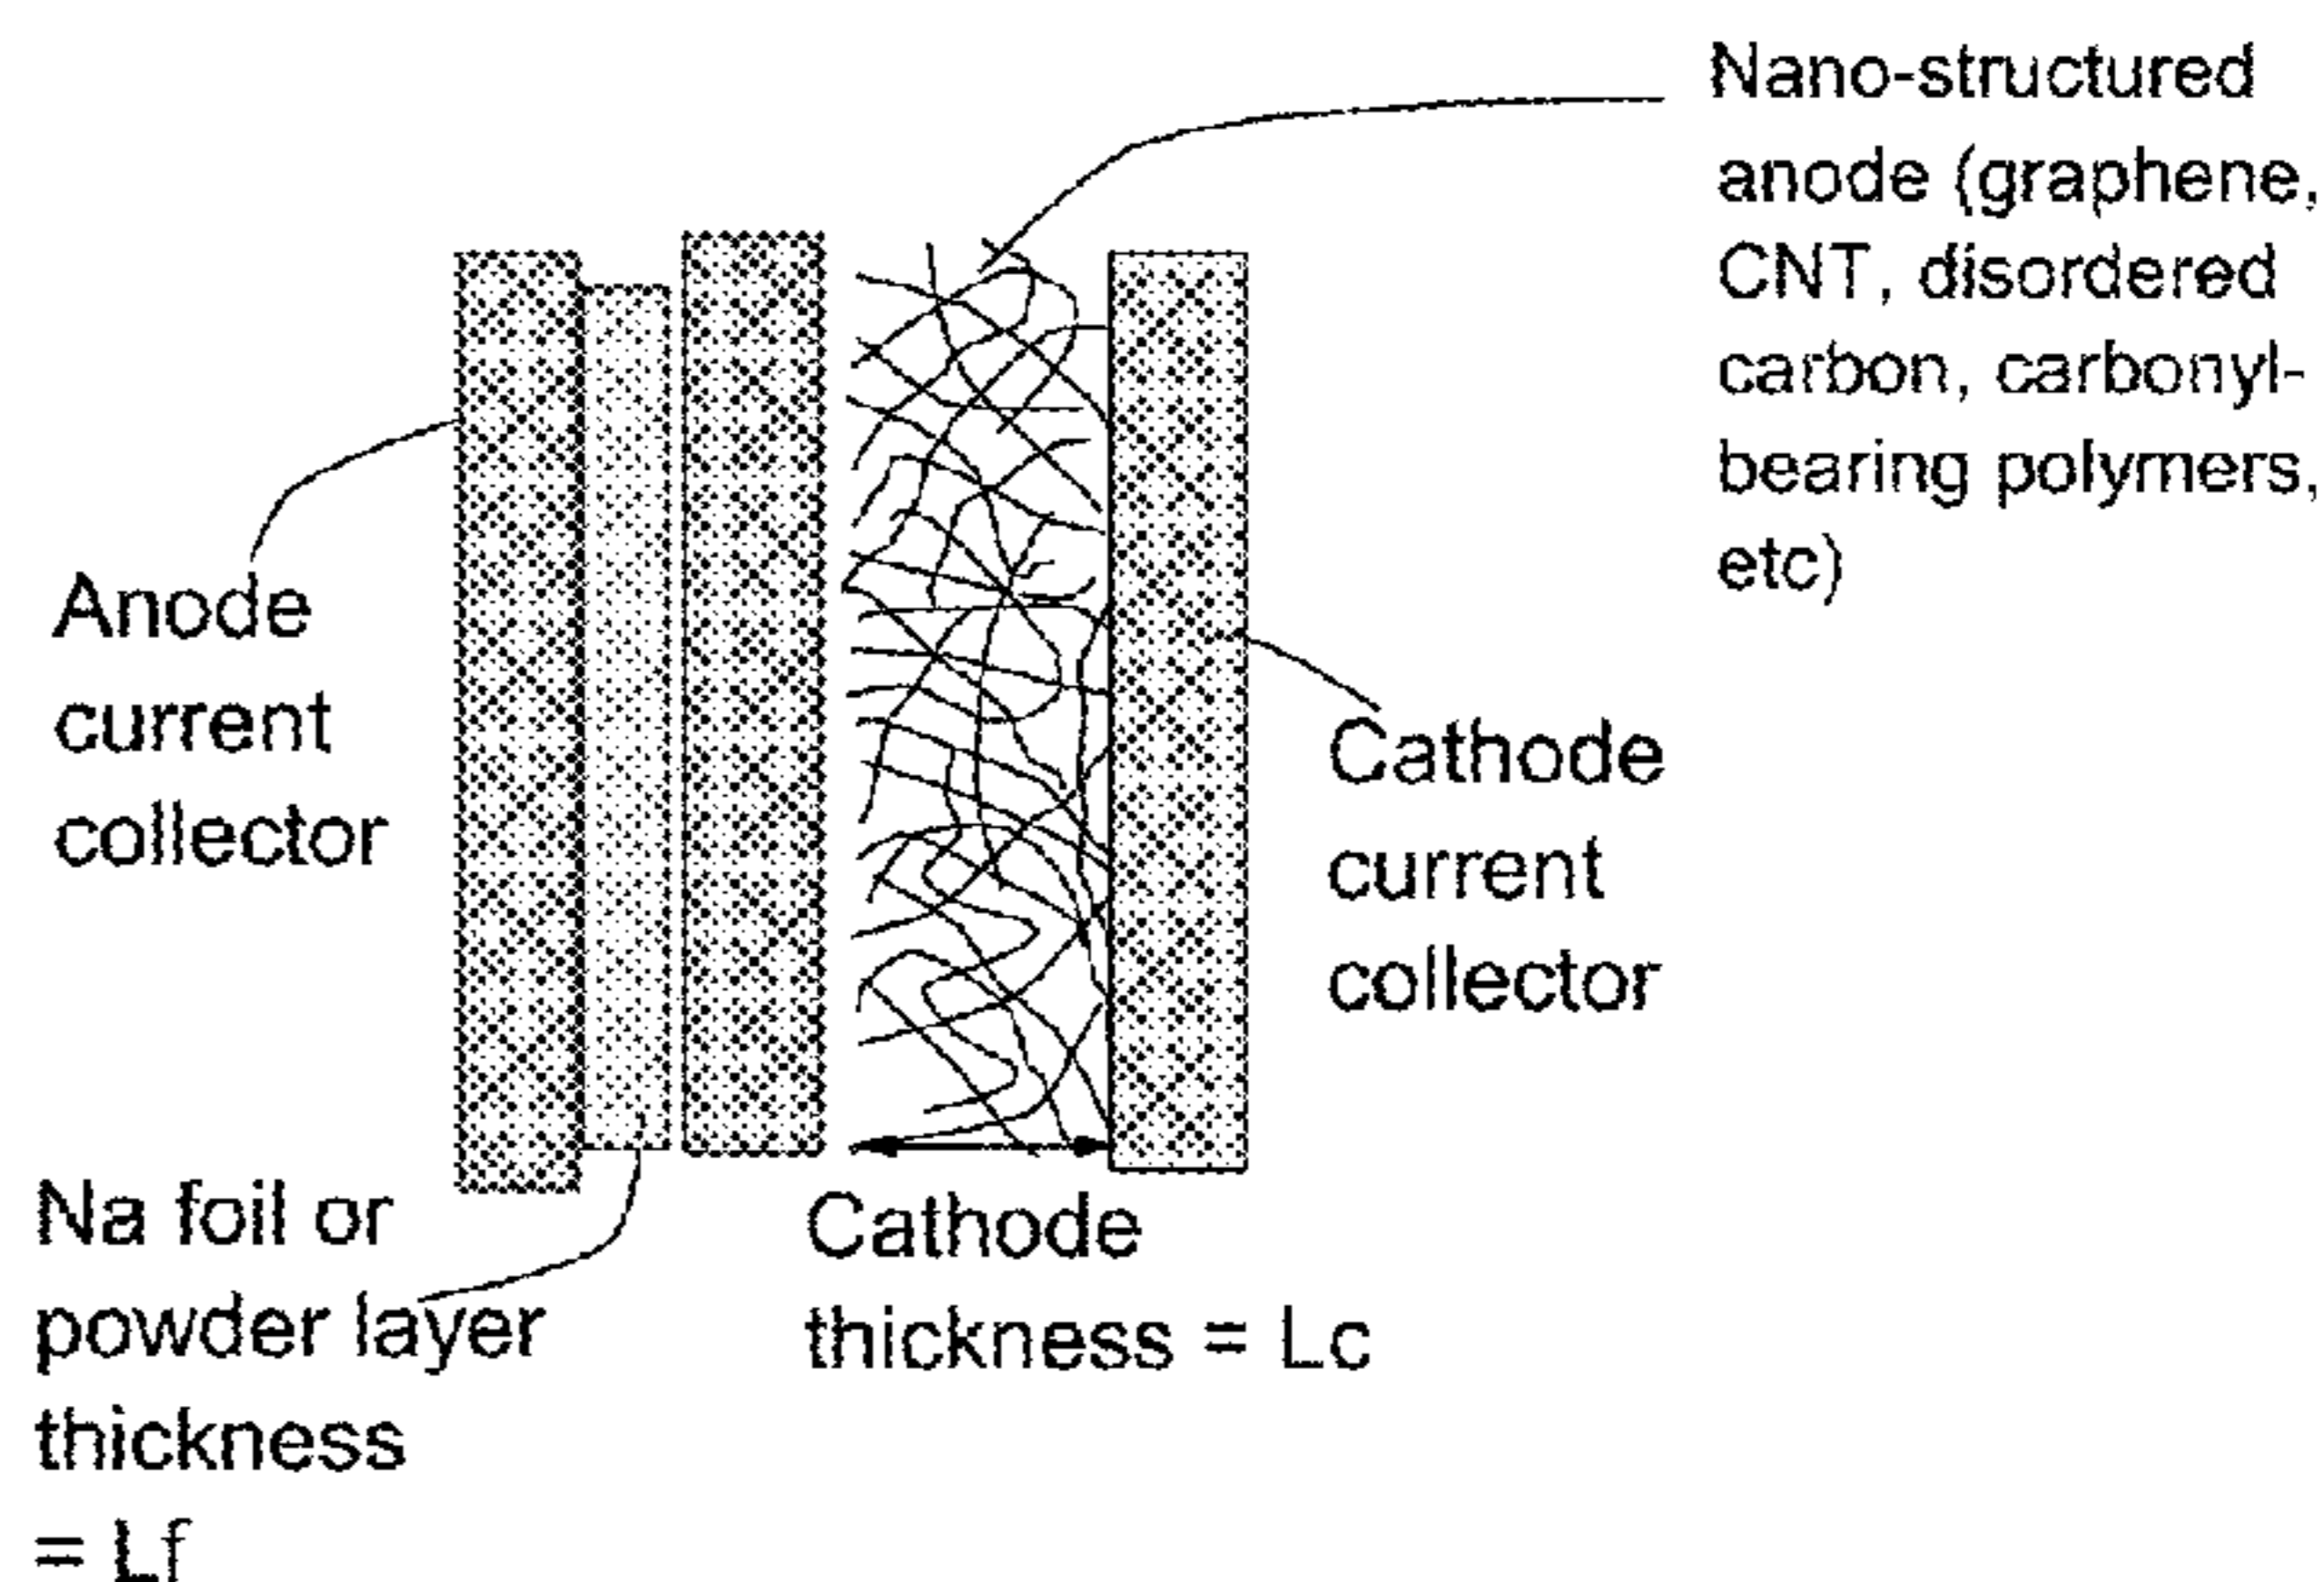 Nano-structured
anode (graphene,
CNT, disordered
carbon, carbonyl-
bearing polymers,
etc)
Anode
current
collector
Cathode
current
collector
Na foil or
powder layer
thickness
= Lf
Cathode
thickness = Lc